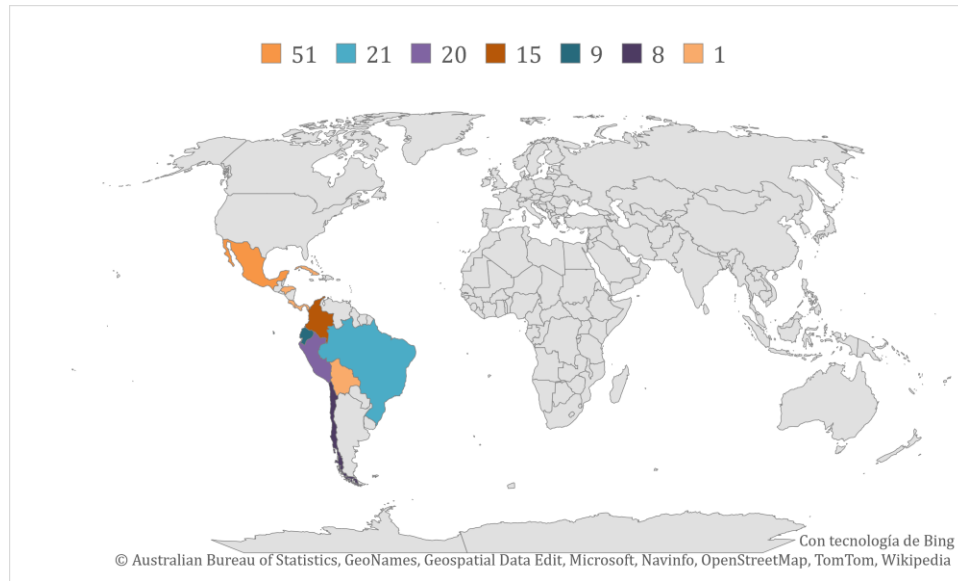 51 21 20 15 9 8 1
Con tecnología de Bing
© Australian Bureau of Statistics, GeoNames, Geospatial Data Edit, Microsoft, Navinfo, OpenStreetMap, TomTom, Wikipedia